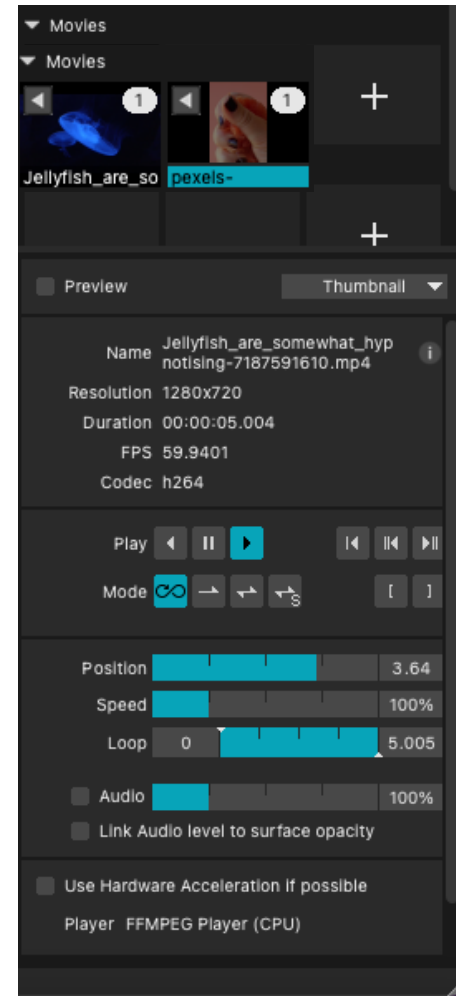 Movies
Movies
1
1
Jellyfish_are_so
pexels-
Preview
Thumbnail
Name Jellyfish_are_somewhat_hyp
notising-7187591610.mp4
i
Resolution 1280x720
Duration 00:00:05.004
FPS 59.9401
Codec h264
Play
Mode S [ ]
Position 3.64
Speed 100%
Loop 0 5.005
Audio 100%
Link Audio level to surface opacity
Use Hardware Acceleration if possible
Player FFMPEG Player (CPU)